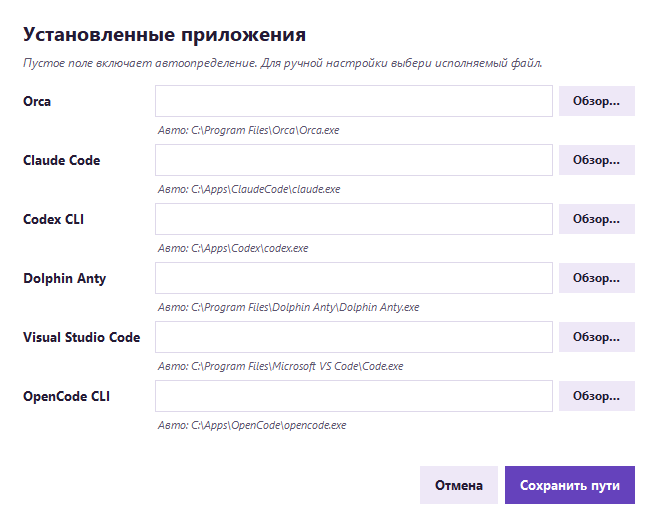 Установленные приложения
Пустое поле включает автоопределение. Для ручной настройки выбери исполняемый файл.
Orca
Обзор...
Авто: C:\Program Files\Orca\Orca.exe
Claude Code
Обзор...
Авто: C:\Apps\ClaudeCode\claude.exe
Codex CLI
Обзор...
Авто: C:\Apps\Codex\codex.exe
Dolphin Anty
Обзор...
Авто: C:\Program Files\Dolphin Anty\Dolphin Anty.exe
Visual Studio Code
Обзор...
Авто: C:\Program Files\Microsoft VS Code\Code.exe
OpenCode CLI
Обзор...
Авто: C:\Apps\OpenCode\opencode.exe
Отмена
Сохранить пути